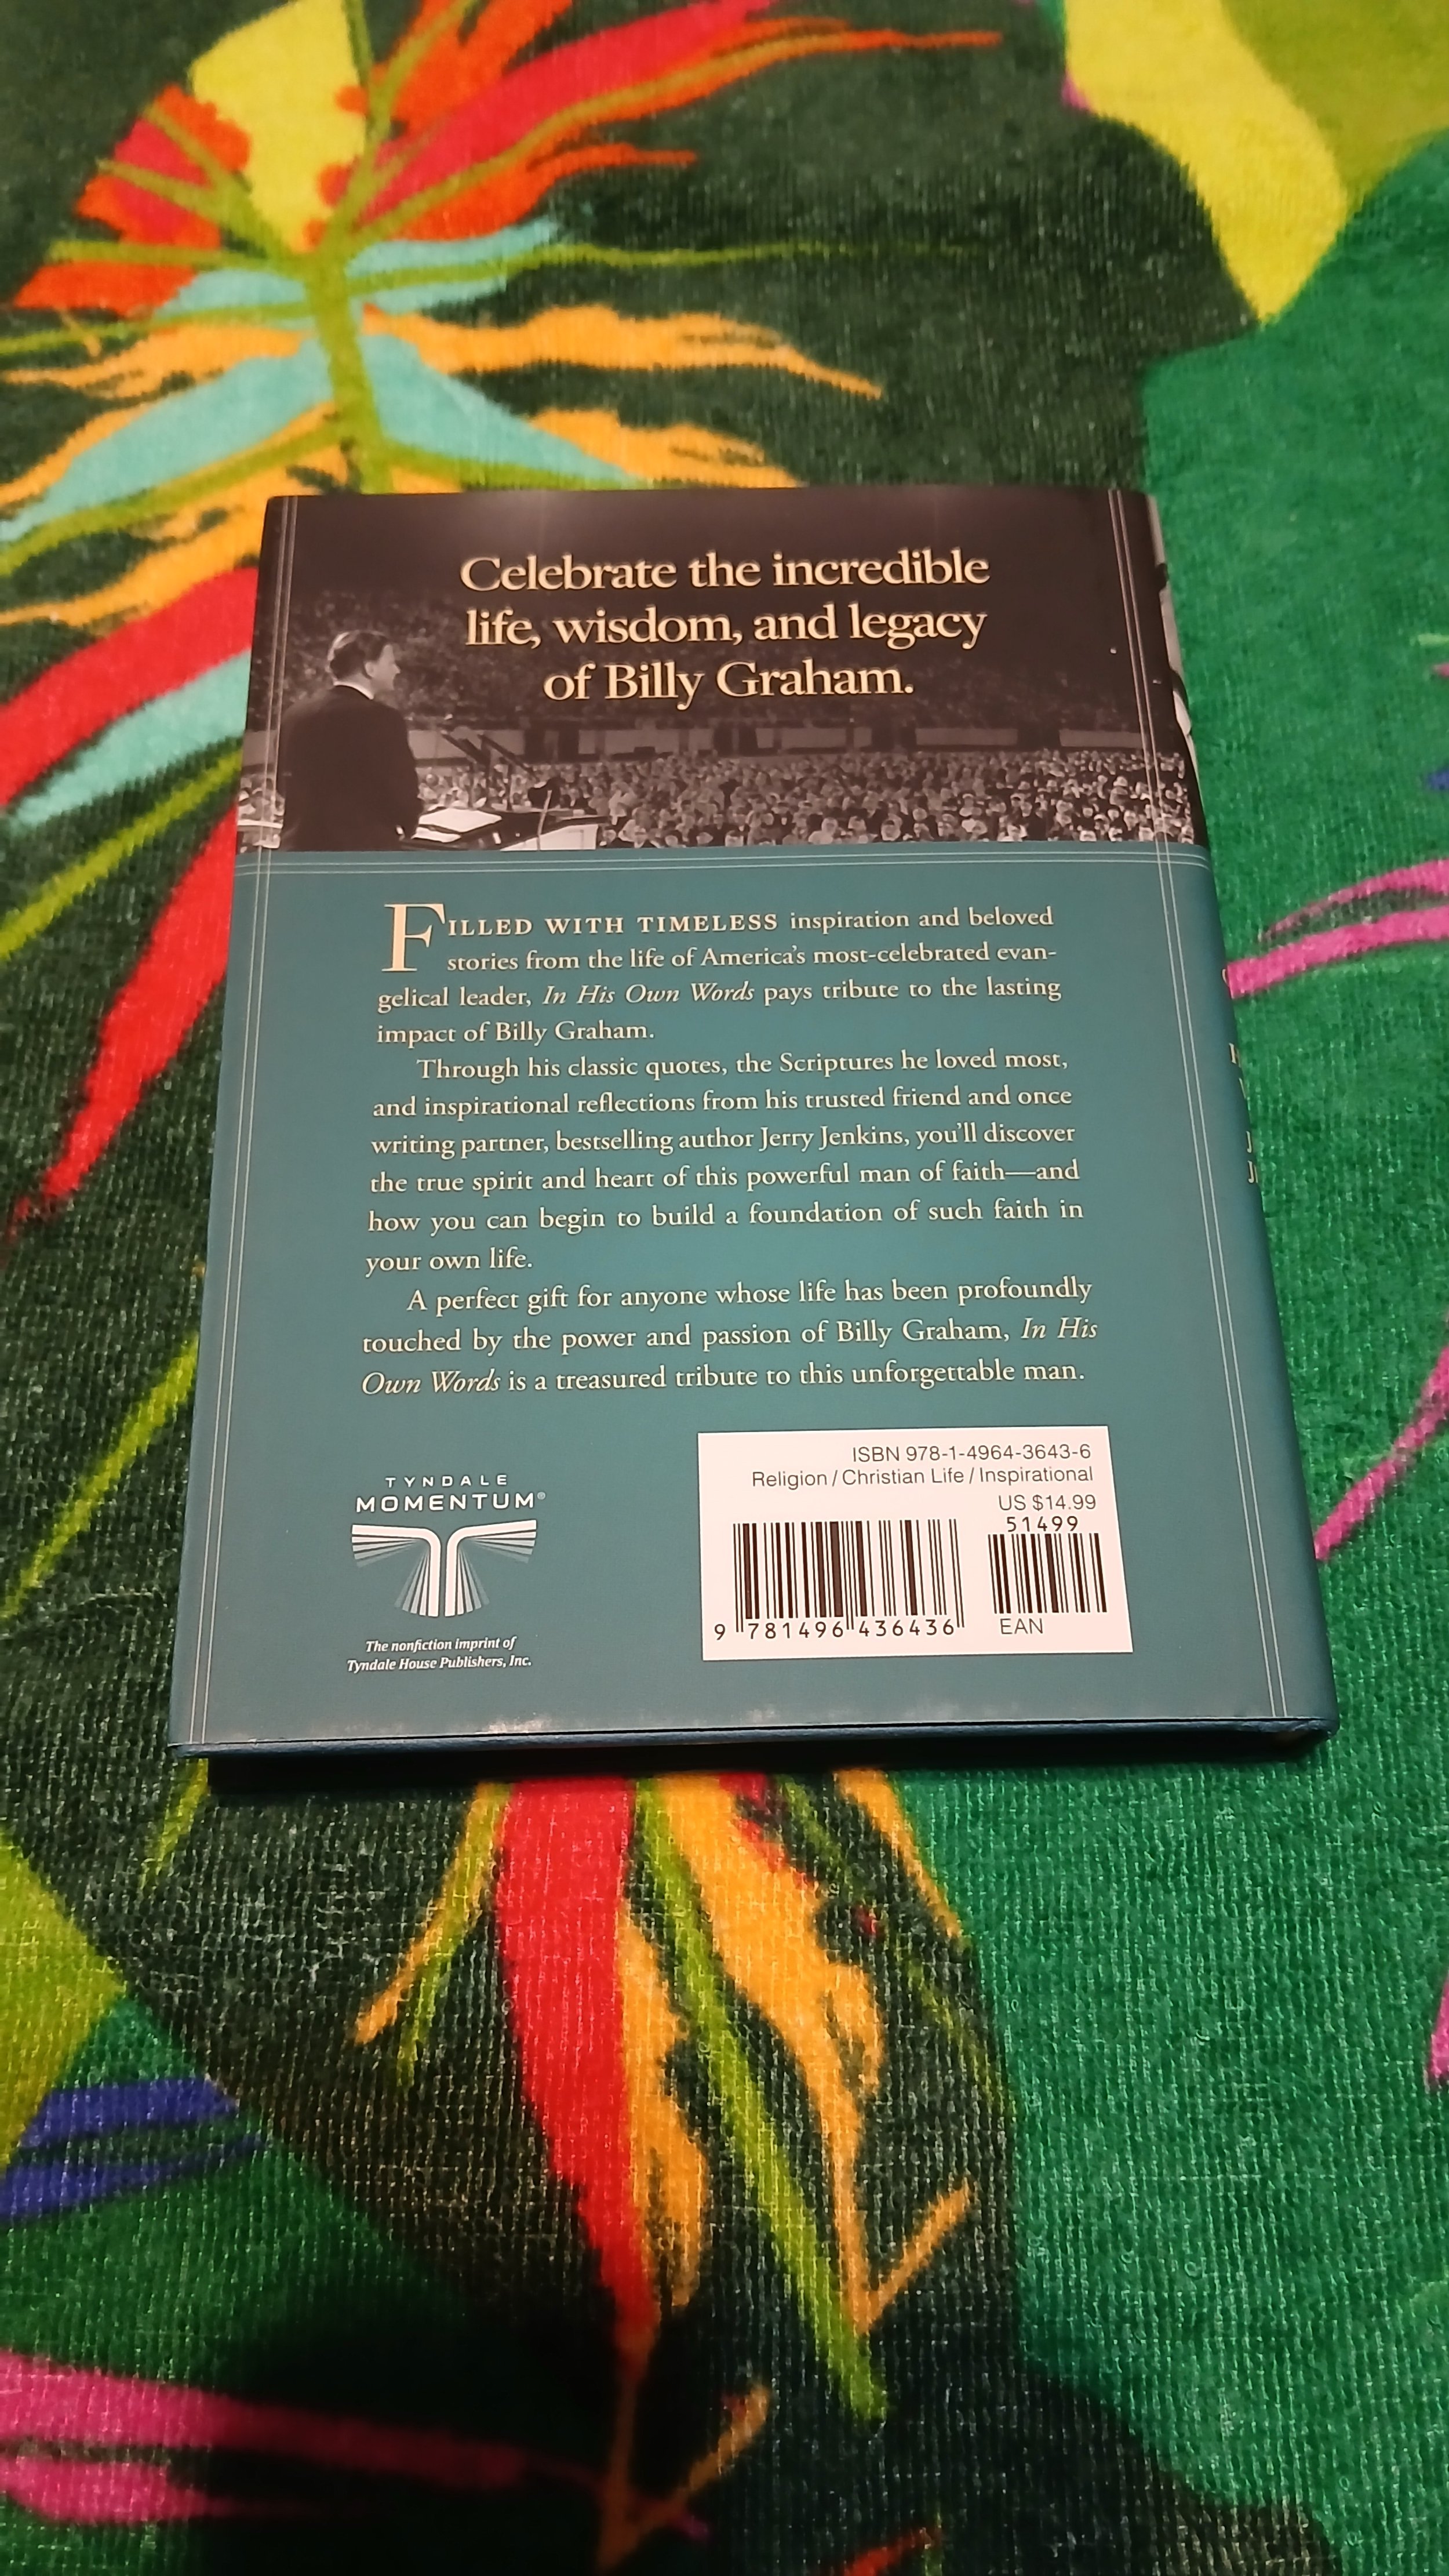 Celebrate the incredible
life, wisdom, and legacy
of Billy Graham.
FILLED WITH TIMELESS inspiration and beloved
stories from the life of America's most-celebrated evan-
gelical leader, In His Own Words pays tribute to the lasting
impact of Billy Graham.
Through his classic quotes, the Scriptures he loved most,
and inspirational reflections from his trusted friend and once
writing partner, bestselling author Jerry Jenkins, you'll discover
the true spirit and heart of this powerful man of faith—and
how you can begin to build a foundation of such faith in
your own life.
A perfect gift for anyone whose life has been profoundly
touched by the power and passion of Billy Graham, In His
Own Words is a treasured tribute to this unforgettable man.
TYNDALE
MOMENTUM®
The nonfiction imprint of
Tyndale House Publishers, Inc.
ISBN 978-1-4964-3643-6
Religion / Christian Life / Inspirational
US $14.99
51499
9 781496 436436
EAN